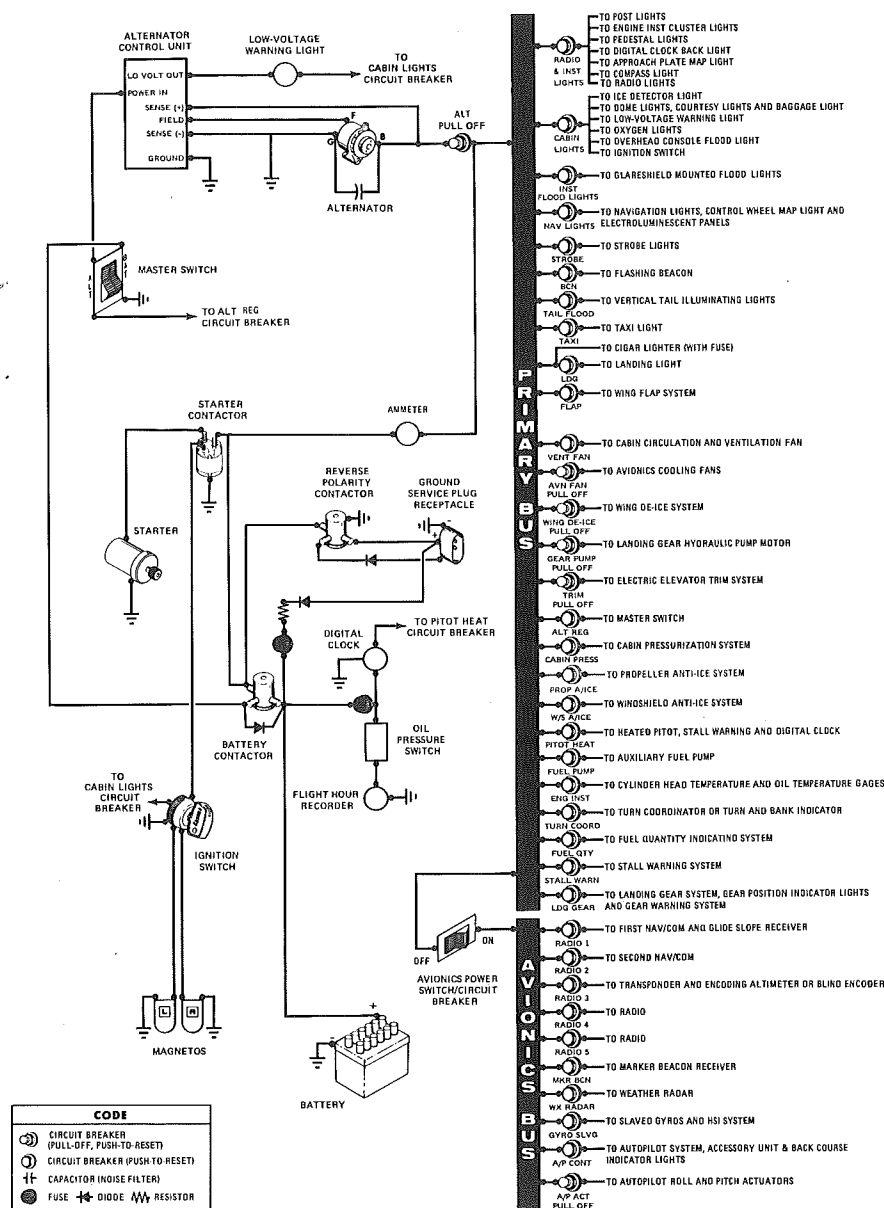 ALTERNATOR
CONTROL UNIT
LO VOLT OUT
POWER IN
SENSE (+)
FIELD
SENSE (-)
GROUND
LOW-VOLTAGE
WARNING LIGHT
TO
CABIN LIGHTS
CIRCUIT BREAKER
F
G
B
ALTERNATOR
ALT
PULL OFF
ALT
BAT
MASTER SWITCH
TO ALT REG
CIRCUIT BREAKER
STARTER
CONTACTOR
AMMETER
STARTER
REVERSE
POLARITY
CONTACTOR
GROUND
SERVICE PLUG
RECEPTACLE
-
+
DIGITAL
CLOCK
TO PITOT HEAT
CIRCUIT BREAKER
BATTERY
CONTACTOR
OIL
PRESSURE
SWITCH
FLIGHT HOUR
RECORDER
TO
CABIN LIGHTS
CIRCUIT
BREAKER
IGNITION
SWITCH
L
R
MAGNETOS
+
-
BATTERY
OFF
ON
AVIONICS POWER
SWITCH/CIRCUIT
BREAKER
PRIMARY BUS
RADIO
& INST
LIGHTS
TO POST LIGHTS
TO ENGINE INST CLUSTER LIGHTS
TO PEDESTAL LIGHTS
TO DIGITAL CLOCK BACK LIGHT
TO APPROACH PLATE MAP LIGHT
TO COMPASS LIGHT
TO RADIO LIGHTS
CABIN
LIGHTS
TO ICE DETECTOR LIGHT
TO DOME LIGHTS, COURTESY LIGHTS AND BAGGAGE LIGHT
TO LOW-VOLTAGE WARNING LIGHT
TO OXYGEN LIGHTS
TO OVERHEAD CONSOLE FLOOD LIGHT
TO IGNITION SWITCH
TO GLARESHIELD MOUNTED FLOOD LIGHTS
INST
FLOOD LIGHTS
TO NAVIGATION LIGHTS, CONTROL WHEEL MAP LIGHT AND
ELECTROLUMINESCENT PANELS
NAV LIGHTS
TO STROBE LIGHTS
STROBE
TO FLASHING BEACON
BCN
TO VERTICAL TAIL ILLUMINATING LIGHTS
TAIL FLOOD
TO TAXI LIGHT
TAXI
TO CIGAR LIGHTER (WITH FUSE)
TO LANDING LIGHT
LDG
TO WING FLAP SYSTEM
FLAP
TO CABIN CIRCULATION AND VENTILATION FAN
VENT FAN
TO AVIONICS COOLING FANS
AVN FAN
PULL OFF
TO WING DE-ICE SYSTEM
WING DE-ICE
PULL OFF
TO LANDING GEAR HYDRAULIC PUMP MOTOR
GEAR PUMP
PULL OFF
TO ELECTRIC ELEVATOR TRIM SYSTEM
TRIM
PULL OFF
TO MASTER SWITCH
ALT REG
TO CABIN PRESSURIZATION SYSTEM
CABIN PRESS
TO PROPELLER ANTI-ICE SYSTEM
PROP A/ICE
TO WINDSHIELD ANTI-ICE SYSTEM
W/S A/ICE
TO HEATED PITOT, STALL WARNING AND DIGITAL CLOCK
PITOT HEAT
TO AUXILIARY FUEL PUMP
FUEL PUMP
TO CYLINDER HEAD TEMPERATURE AND OIL TEMPERATURE GAGES
ENG INST
TO TURN COORDINATOR OR TURN AND BANK INDICATOR
TURN COORD
TO FUEL QUANTITY INDICATING SYSTEM
FUEL QTY
TO STALL WARNING SYSTEM
STALL WARN
TO LANDING GEAR SYSTEM, GEAR POSITION INDICATOR LIGHTS
AND GEAR WARNING SYSTEM
LDG GEAR
AVIONICS BUS
TO FIRST NAV/COM AND GLIDE SLOPE RECEIVER
RADIO 1
TO SECOND NAV/COM
RADIO 2
TO TRANSPONDER AND ENCODING ALTIMETER OR BLIND ENCODER
RADIO 3
TO RADIO
RADIO 4
TO RADIO
RADIO 5
TO MARKER BEACON RECEIVER
MKR BCN
TO WEATHER RADAR
WX RADAR
TO SLAVED GYROS AND HSI SYSTEM
GYRO SLVG
TO AUTOPILOT SYSTEM, ACCESSORY UNIT & BACK COURSE
INDICATOR LIGHTS
A/P CONT
TO AUTOPILOT ROLL AND PITCH ACTUATORS
A/P ACT
PULL OFF
CODE
CIRCUIT BREAKER
(PULL-OFF, PUSH-TO-RESET)
CIRCUIT BREAKER (PUSH-TO-RESET)
CAPACITOR (NOISE FILTER)
FUSE DIODE RESISTOR